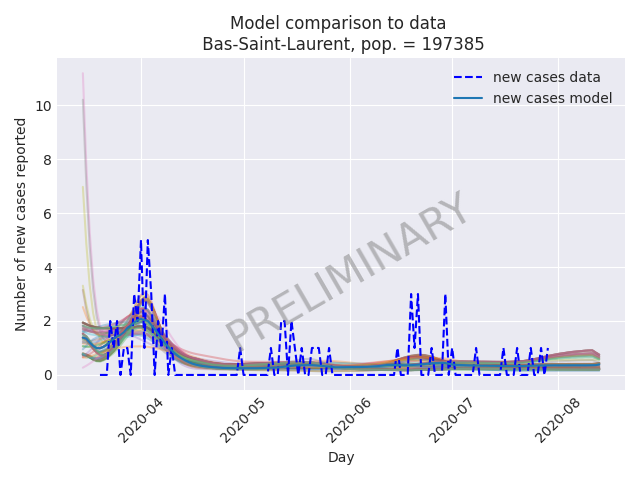 Model comparison to data
Bas-Saint-Laurent, pop. = 197385
new cases data
new cases model
Number of new cases reported
10
8
6
4
2
0
PRELIMINARY
2020-04
2020-05
2020-06
2020-07
2020-08
Day